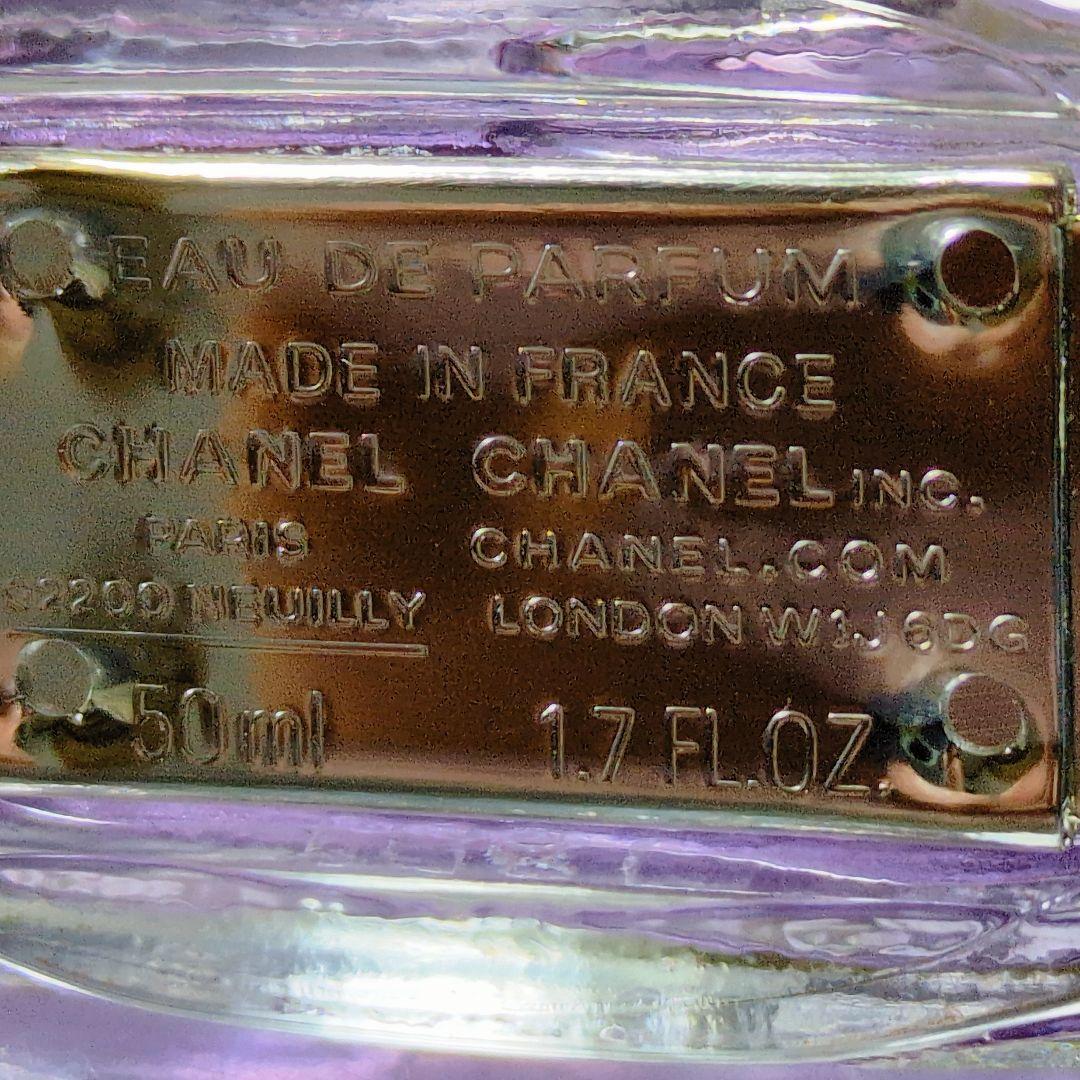 EAU DE PARFUM
MADE IN FRANCE
CHANEL CHANEL INC.
PARIS CHANEL.COM
92200 NEUILLY LONDON W1J 6DG
50ml 1.7 FL.OZ.